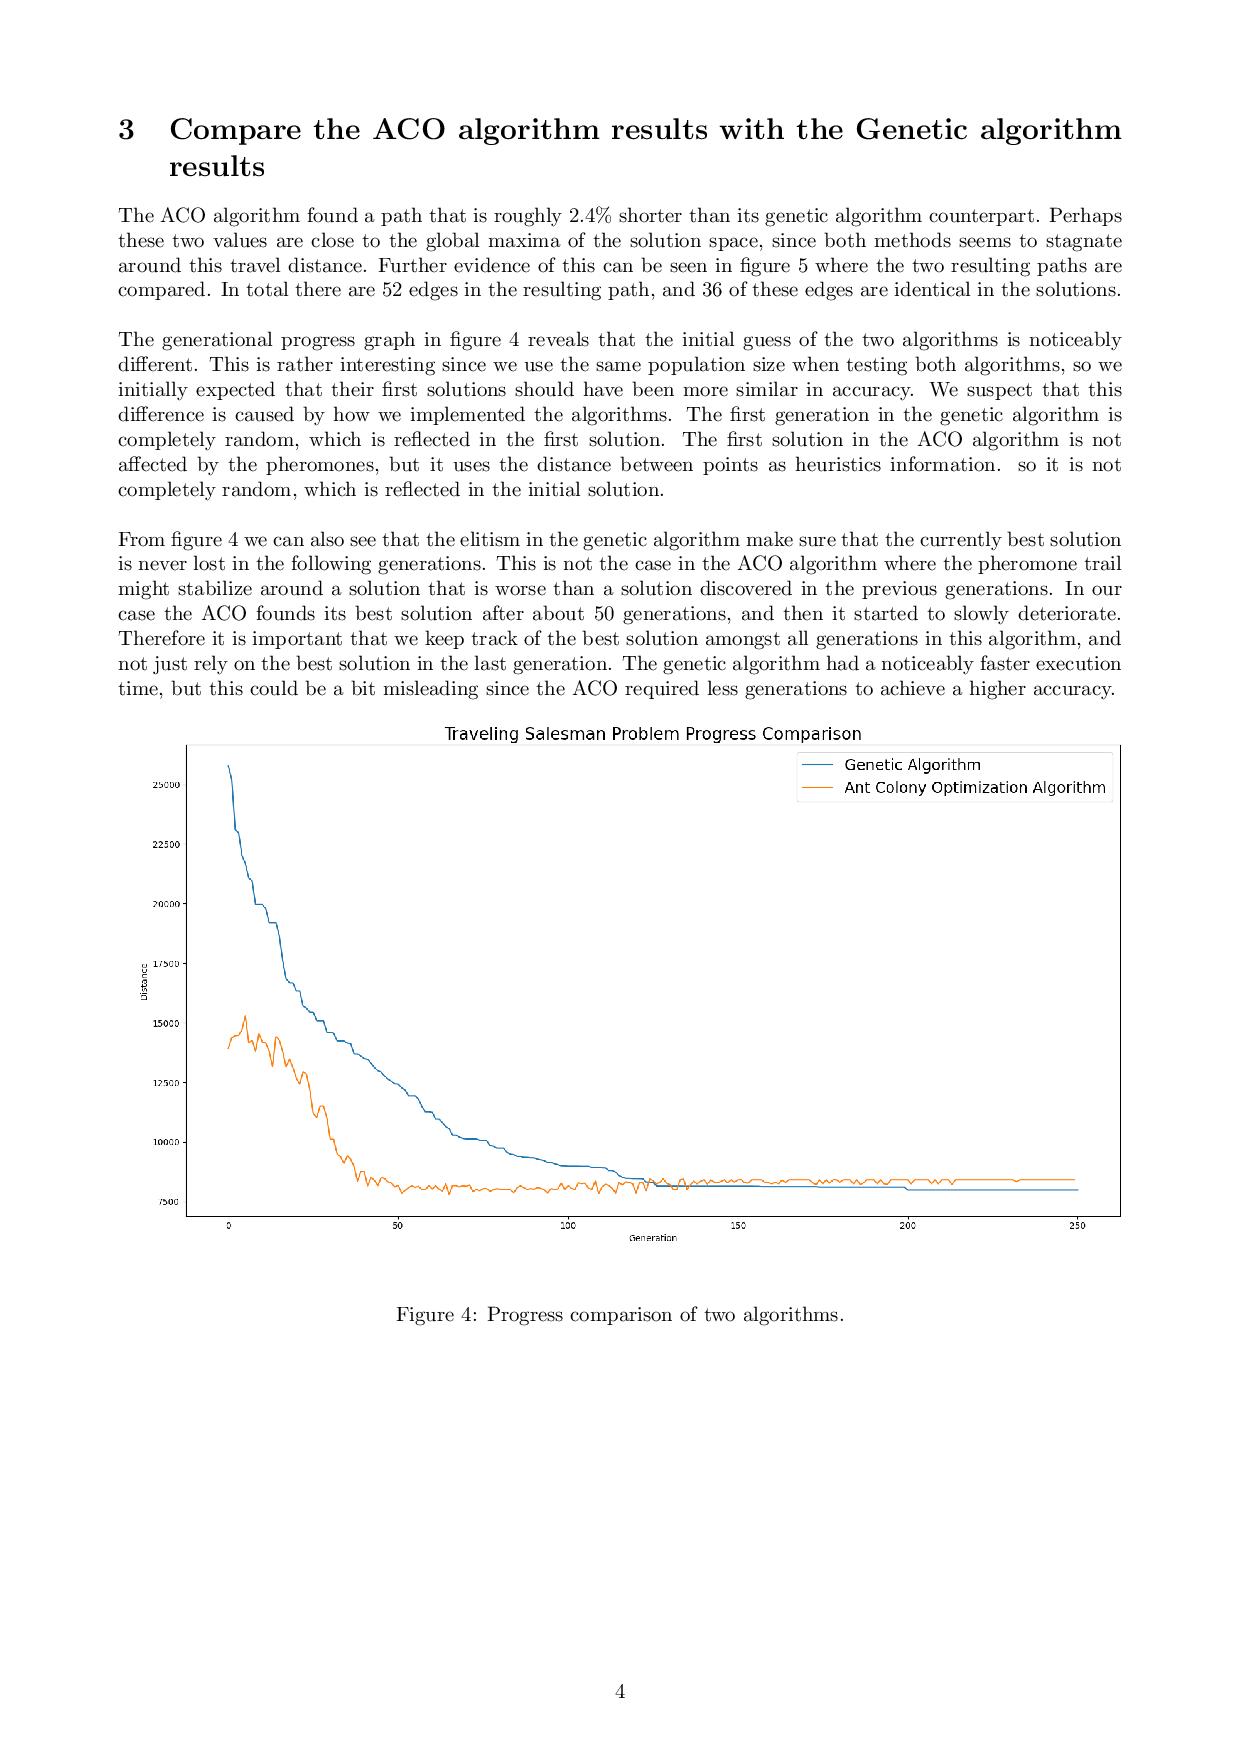 3 Compare the ACO algorithm results with the Genetic algorithm
results
The ACO algorithm found a path that is roughly 2.4% shorter than its genetic algorithm counterpart. Perhaps
these two values are close to the global maxima of the solution space, since both methods seems to stagnate
around this travel distance. Further evidence of this can be seen in figure 5 where the two resulting paths are
compared. In total there are 52 edges in the resulting path, and 36 of these edges are identical in the solutions.
The generational progress graph in figure 4 reveals that the initial guess of the two algorithms is noticeably
different. This is rather interesting since we use the same population size when testing both algorithms, so we
initially expected that their first solutions should have been more similar in accuracy. We suspect that this
difference is caused by how we implemented the algorithms. The first generation in the genetic algorithm is
completely random, which is reflected in the first solution. The first solution in the ACO algorithm is not
affected by the pheromones, but it uses the distance between points as heuristics information. so it is not
completely random, which is reflected in the initial solution.
From figure 4 we can also see that the elitism in the genetic algorithm make sure that the currently best solution
is never lost in the following generations. This is not the case in the ACO algorithm where the pheromone trail
might stabilize around a solution that is worse than a solution discovered in the previous generations. In our
case the ACO founds its best solution after about 50 generations, and then it started to slowly deteriorate.
Therefore it is important that we keep track of the best solution amongst all generations in this algorithm, and
not just rely on the best solution in the last generation. The genetic algorithm had a noticeably faster execution
time, but this could be a bit misleading since the ACO required less generations to achieve a higher accuracy.
Traveling Salesman Problem Progress Comparison
Genetic Algorithm
Ant Colony Optimization Algorithm
25000
22500
20000
17500
15000
12500
10000
7500
Distance
0 50 100 150 200 250
Generation
Figure 4: Progress comparison of two algorithms.
4